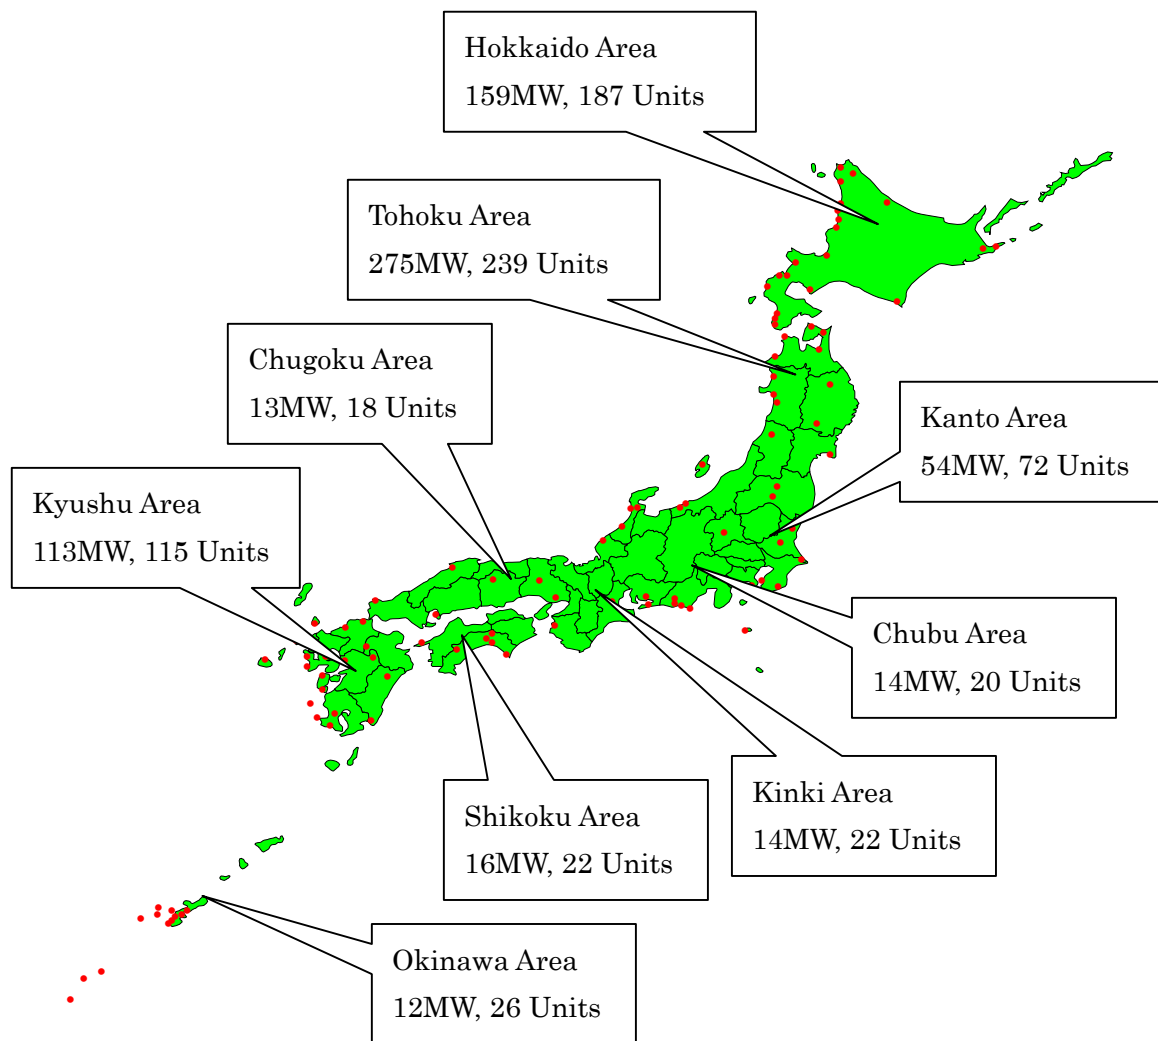 Hokkaido Area
159MW, 187 Units
Tohoku Area
275MW, 239 Units
Chugoku Area
13MW, 18 Units
Kanto Area
54MW, 72 Units
Kyushu Area
113MW, 115 Units
Chubu Area
14MW, 20 Units
Kinki Area
14MW, 22 Units
Shikoku Area
16MW, 22 Units
Okinawa Area
12MW, 26 Units